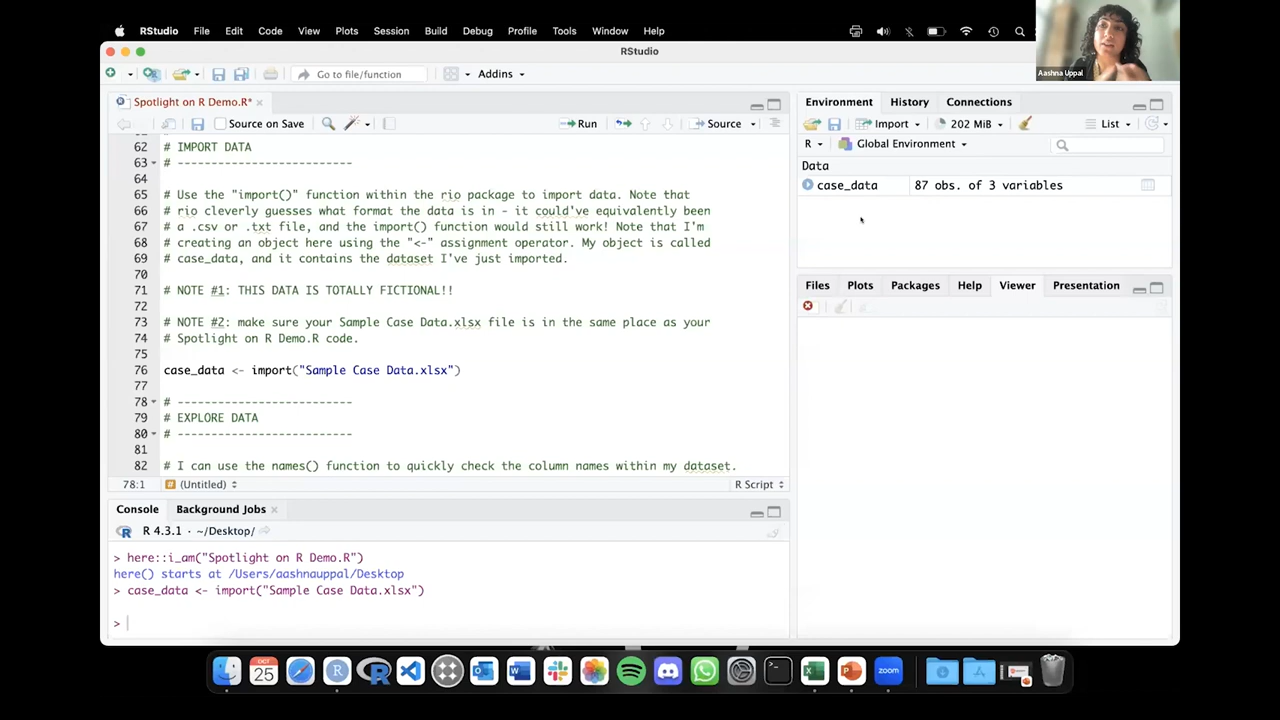 RStudio File Edit Code View Plots Session Build Debug Profile Tools Window Help
Aashna Uppal
RStudio
Go to file/function Addins
Spotlight on R Demo.R*
Source on Save Run Source
62 # IMPORT DATA
63 # ---------------------------
64
65 # Use the "import()" function within the rio package to import data. Note that
66 # rio cleverly guesses what format the data is in - it could've equivalently been
67 # a .csv or .txt file, and the import() function would still work! Note that I'm
68 # creating an object here using the "<-" assignment operator. My object is called
69 # case_data, and it contains the dataset I've just imported.
70
71 # NOTE #1: THIS DATA IS TOTALLY FICTIONAL!!
72
73 # NOTE #2: make sure your Sample Case Data.xlsx file is in the same place as your
74 # Spotlight on R Demo.R code.
75
76 case_data <- import("Sample Case Data.xlsx")
77
78 # ---------------------------
79 # EXPLORE DATA
80 # ---------------------------
81
82 # I can use the names() function to quickly check the column names within my dataset.
78:1 # (Untitled) R Script
Console Background Jobs
R 4.3.1 · ~/Desktop/
> here::i_am("Spotlight on R Demo.R")
here() starts at /Users/aashnauppal/Desktop
> case_data <- import("Sample Case Data.xlsx")
>
Environment History Connections
Import 202 MiB List
R Global Environment
Data
case_data 87 obs. of 3 variables
Files Plots Packages Help Viewer Presentation
OCT
25
zoom